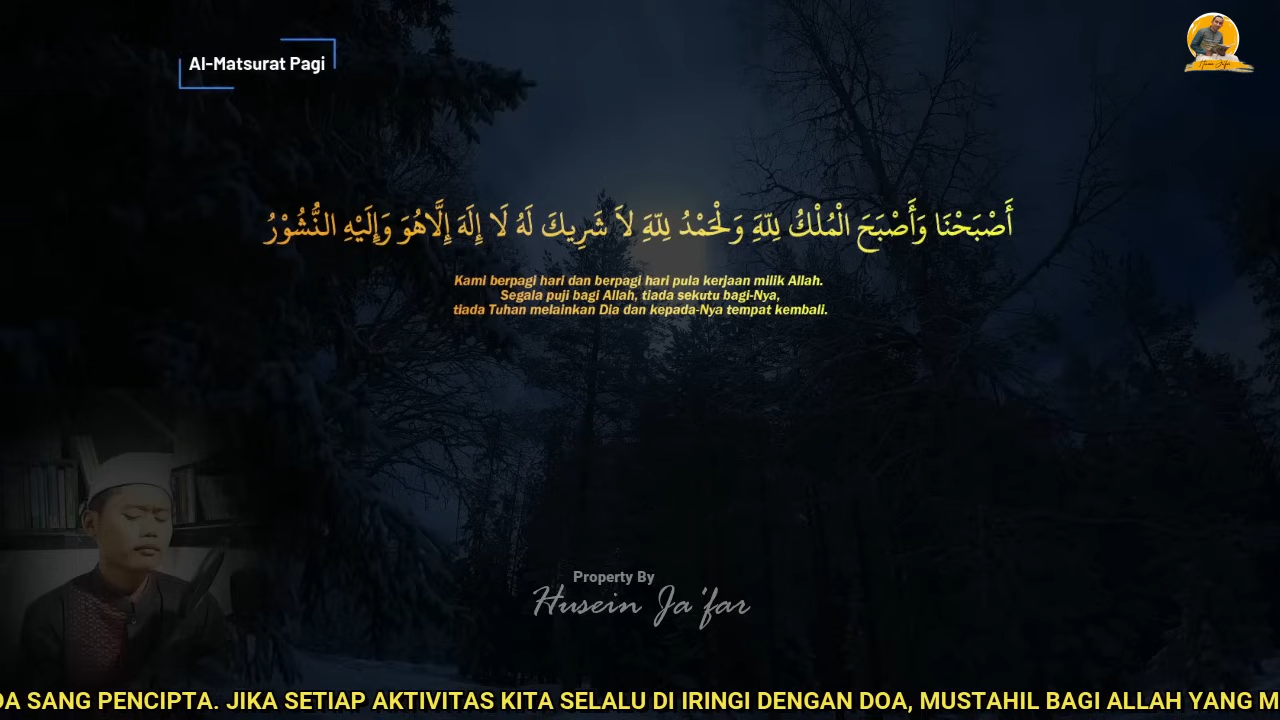 Al-Matsurat Pagi
أَصْبَحْنَا وَأَصْبَحَ الْمُلْكُ لِلّهِ وَلْحَمْدُ لِلّهِ لاَ شَرِيكَ لَهُ لَا إِلَهَ إِلَّاهُوَ وَإِلَيْهِ النُّشُوْرُ
Kami berpagi hari dan berpagi hari pula kerjaan milik Allah.
Segala puji bagi Allah, tiada sekutu bagi-Nya,
tiada Tuhan melainkan Dia dan kepada-Nya tempat kembali.
Property By
Husein Ja'far
DA SANG PENCIPTA. JIKA SETIAP AKTIVITAS KITA SELALU DI IRINGI DENGAN DOA, MUSTAHIL BAGI ALLAH YANG M